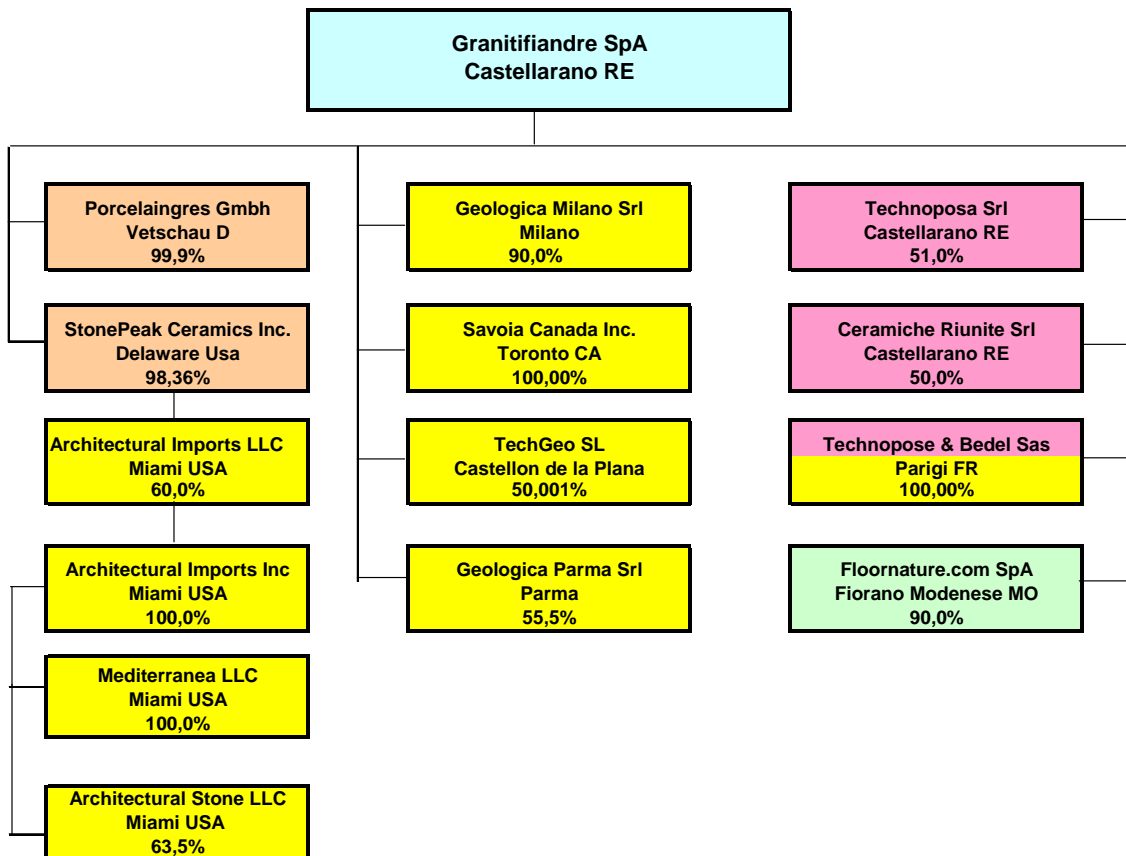 Granitifiandre SpA
Castellarano RE
Porcelaingres Gmbh
Vetschau D
99,9%
StonePeak Ceramics Inc.
Delaware Usa
98,36%
Architectural Imports LLC
Miami USA
60,0%
Architectural Imports Inc
Miami USA
100,0%
Mediterranea LLC
Miami USA
100,0%
Architectural Stone LLC
Miami USA
63,5%
Geologica Milano Srl
Milano
90,0%
Savoia Canada Inc.
Toronto CA
100,00%
TechGeo SL
Castellon de la Plana
50,001%
Geologica Parma Srl
Parma
55,5%
Technoposa Srl
Castellarano RE
51,0%
Ceramiche Riunite Srl
Castellarano RE
50,0%
Technopose & Bedel Sas
Parigi FR
100,00%
Floornature.com SpA
Fiorano Modenese MO
90,0%